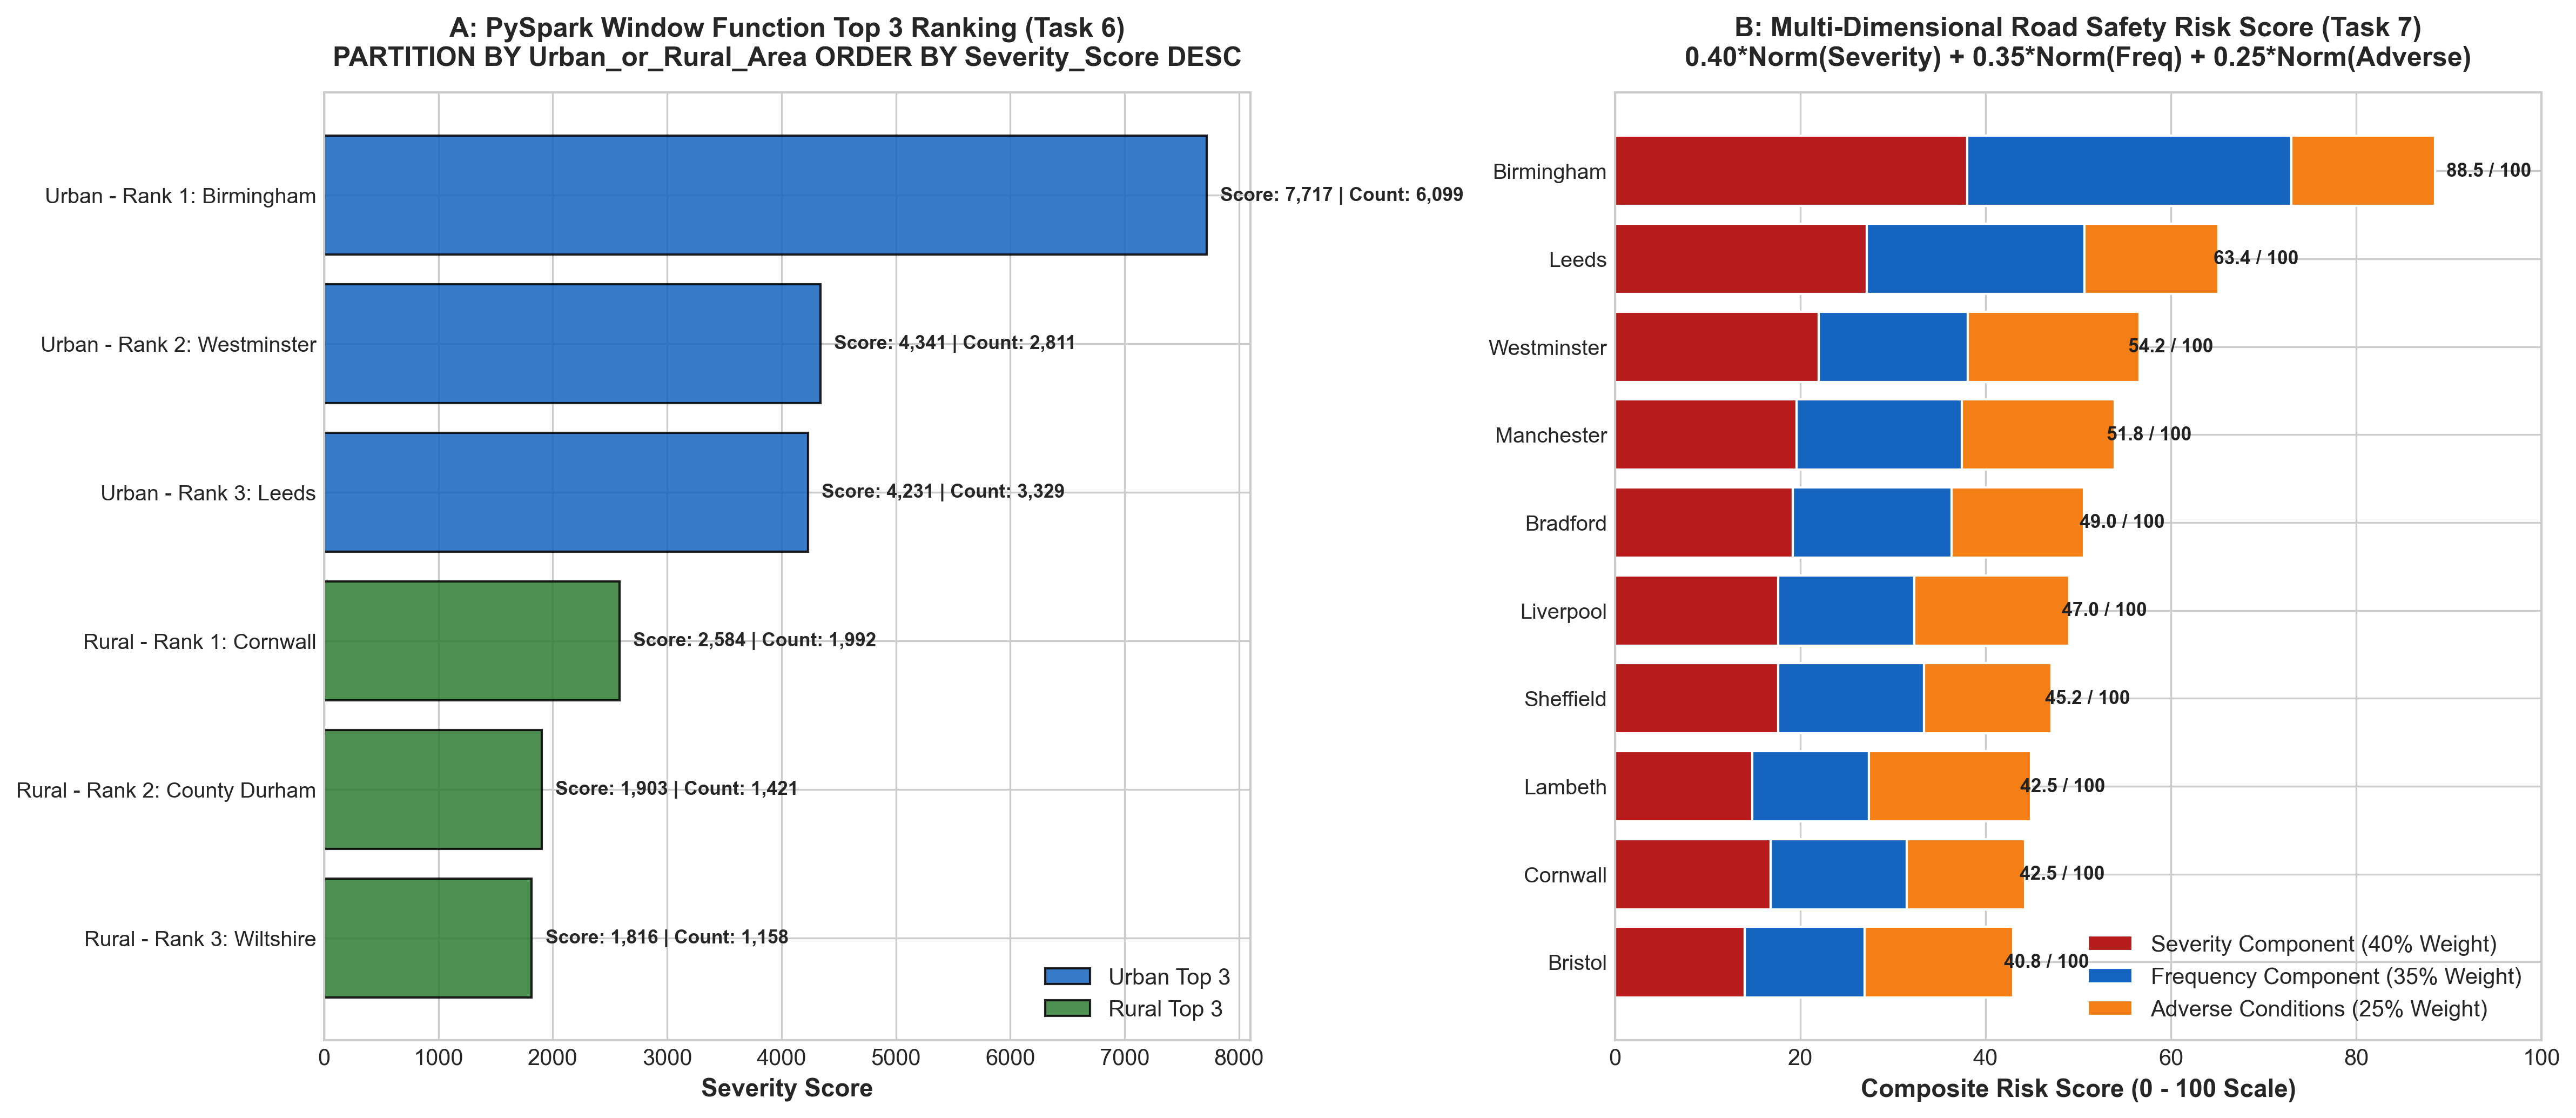 A: PySpark Window Function Top 3 Ranking (Task 6)
PARTITION BY Urban_or_Rural_Area ORDER BY Severity_Score DESC
Urban - Rank 1: Birmingham
Score: 7,717 | Count: 6,099
Urban - Rank 2: Westminster
Score: 4,341 | Count: 2,811
Urban - Rank 3: Leeds
Score: 4,231 | Count: 3,329
Rural - Rank 1: Cornwall
Score: 2,584 | Count: 1,992
Rural - Rank 2: County Durham
Score: 1,903 | Count: 1,421
Rural - Rank 3: Wiltshire
Score: 1,816 | Count: 1,158
Urban Top 3
Rural Top 3
0 1000 2000 3000 4000 5000 6000 7000 8000
Severity Score
B: Multi-Dimensional Road Safety Risk Score (Task 7)
0.40*Norm(Severity) + 0.35*Norm(Freq) + 0.25*Norm(Adverse)
Birmingham
88.5 / 100
Leeds
63.4 / 100
Westminster
54.2 / 100
Manchester
51.8 / 100
Bradford
49.0 / 100
Liverpool
47.0 / 100
Sheffield
45.2 / 100
Lambeth
42.5 / 100
Cornwall
42.5 / 100
Bristol
40.8 / 100
Severity Component (40% Weight)
Frequency Component (35% Weight)
Adverse Conditions (25% Weight)
0 20 40 60 80 100
Composite Risk Score (0 - 100 Scale)